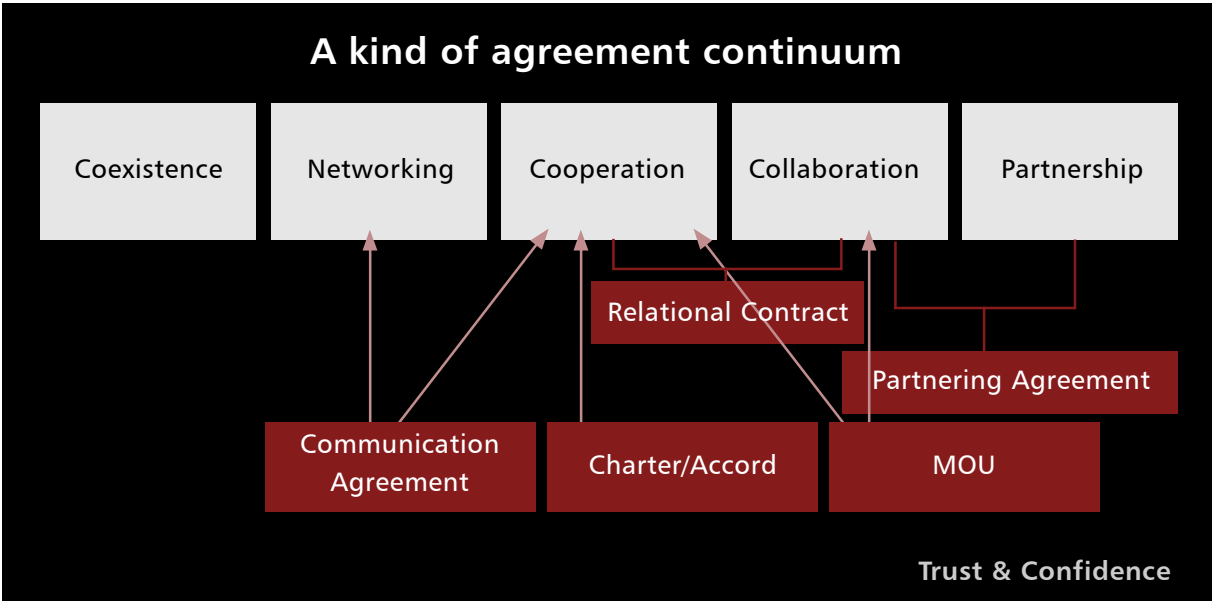 A kind of agreement continuum
Coexistence
Networking
Cooperation
Collaboration
Partnership
Relational Contract
Partnering Agreement
Communication
Agreement
Charter/Accord
MOU
Trust & Confidence